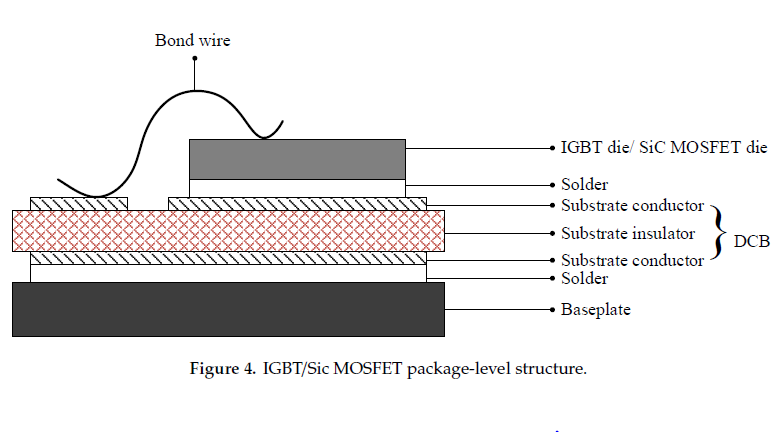 Bond wire
IGBT die/ SiC MOSFET die
Solder
Substrate conductor
Substrate insulator
DCB
Substrate conductor
Solder
Baseplate
Figure 4. IGBT/Sic MOSFET package-level structure.